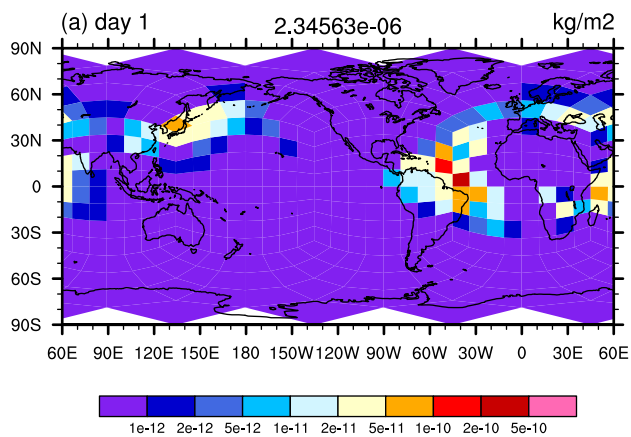 (a) day 1 2.34563e-06 kg/m2
90N
60N
30N
0
30S
60S
90S
60E 90E 120E 150E 180 150W 120W 90W 60W 30W 0 30E 60E
1e-12 2e-12 5e-12 1e-11 2e-11 5e-11 1e-10 2e-10 5e-10